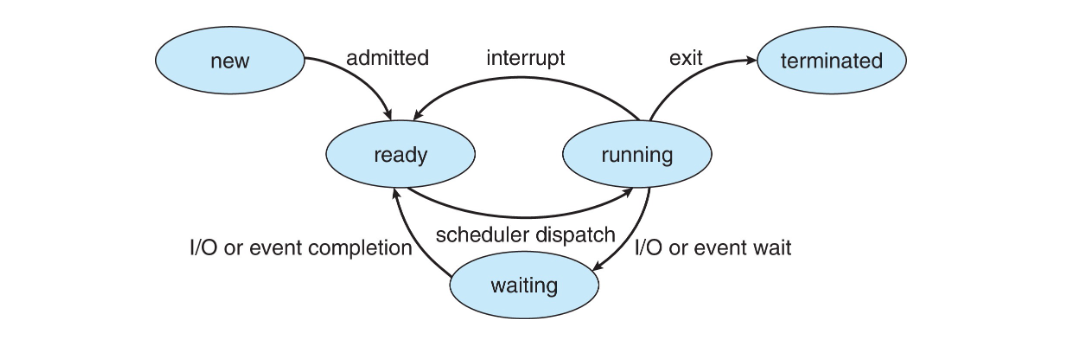 new
admitted
interrupt
exit
terminated
ready
running
scheduler dispatch
I/O or event completion
I/O or event wait
waiting